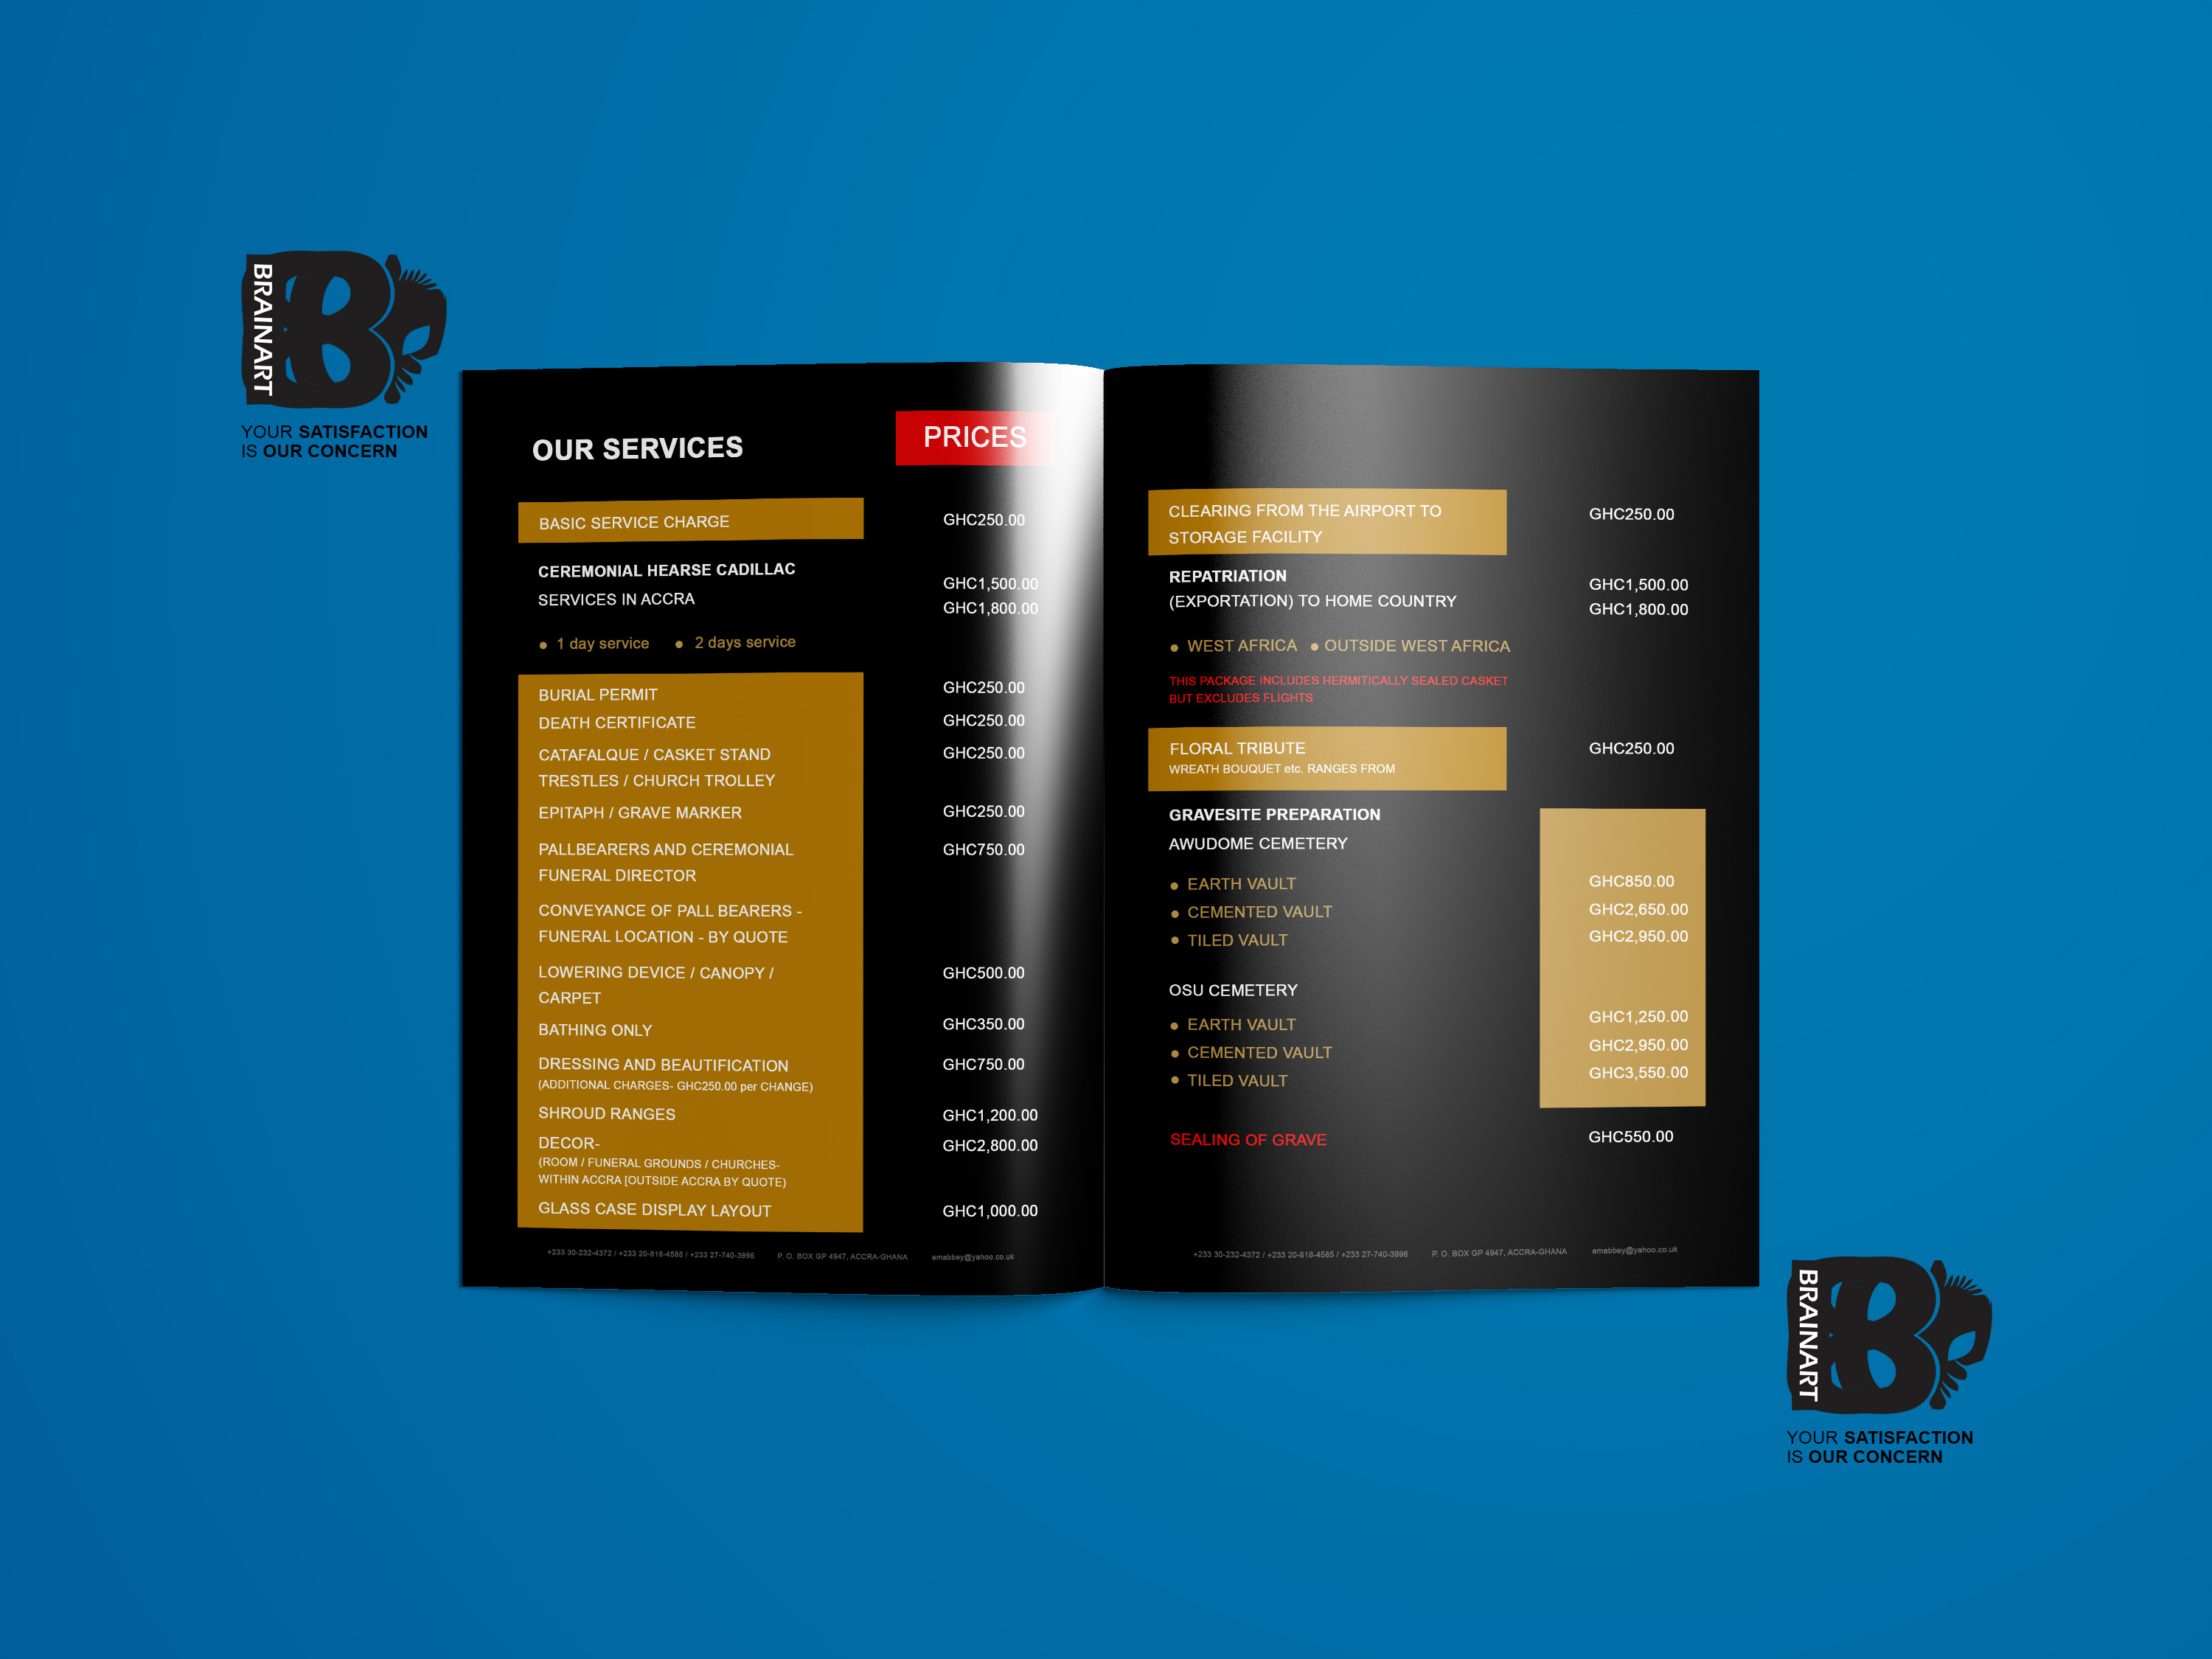 BRAINART
YOUR SATISFACTION
IS OUR CONCERN
OUR SERVICES
PRICES
BASIC SERVICE CHARGE
GHC250.00
CEREMONIAL HEARSE CADILLAC
SERVICES IN ACCRA
GHC1,500.00
GHC1,800.00
• 1 day service • 2 days service
BURIAL PERMIT
GHC250.00
DEATH CERTIFICATE
GHC250.00
CATAFALQUE / CASKET STAND
GHC250.00
TRESTLES / CHURCH TROLLEY
EPITAPH / GRAVE MARKER
GHC250.00
PALLBEARERS AND CEREMONIAL
GHC750.00
FUNERAL DIRECTOR
CONVEYANCE OF PALL BEARERS -
FUNERAL LOCATION - BY QUOTE
LOWERING DEVICE / CANOPY /
GHC500.00
CARPET
BATHING ONLY
GHC350.00
DRESSING AND BEAUTIFICATION
GHC750.00
(ADDITIONAL CHARGES- GHC250.00 per CHANGE)
SHROUD RANGES
GHC1,200.00
DECOR-
GHC2,800.00
(ROOM / FUNERAL GROUNDS / CHURCHES-
WITHIN ACCRA [OUTSIDE ACCRA BY QUOTE)
GLASS CASE DISPLAY LAYOUT
GHC1,000.00
+233 30-232-4372 / +233 20-818-4585 / +233 27-740-3996 P. O. BOX GP 4947, ACCRA-GHANA emabbey@yahoo.co.uk
CLEARING FROM THE AIRPORT TO
STORAGE FACILITY
GHC250.00
REPATRIATION
(EXPORTATION) TO HOME COUNTRY
GHC1,500.00
GHC1,800.00
• WEST AFRICA • OUTSIDE WEST AFRICA
THIS PACKAGE INCLUDES HERMITICALLY SEALED CASKET
BUT EXCLUDES FLIGHTS
FLORAL TRIBUTE
GHC250.00
WREATH BOUQUET etc. RANGES FROM
GRAVESITE PREPARATION
AWUDOME CEMETERY
• EARTH VAULT
GHC850.00
• CEMENTED VAULT
GHC2,650.00
• TILED VAULT
GHC2,950.00
OSU CEMETERY
• EARTH VAULT
GHC1,250.00
• CEMENTED VAULT
GHC2,950.00
• TILED VAULT
GHC3,550.00
SEALING OF GRAVE
GHC550.00
+233 30-232-4372 / +233 20-818-4585 / +233 27-740-3996 P. O. BOX GP 4947, ACCRA-GHANA emabbey@yahoo.co.uk
BRAINART
YOUR SATISFACTION
IS OUR CONCERN